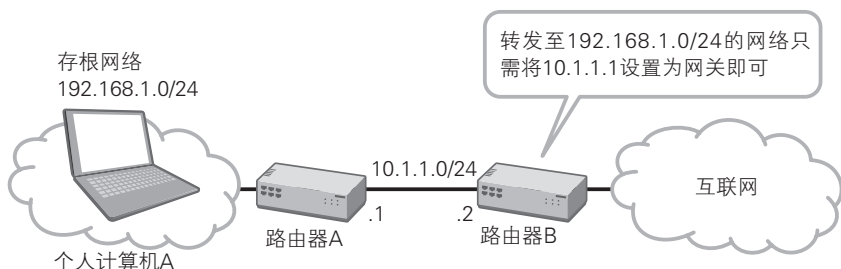 转发至192.168.1.0/24的网络只
需将10.1.1.1设置为网关即可
存根网络
192.168.1.0/24
10.1.1.0/24
互联网
.1
.2
路由器A
路由器B
个人计算机A